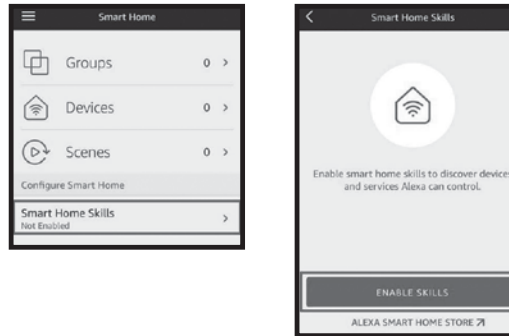 Smart Home
Groups 0 >
Devices 0 >
Scenes 0 >
Configure Smart Home
Smart Home Skills >
Not Enabled
< Smart Home Skills
Enable smart home skills to discover devices
and services Alexa can control.
ENABLE SKILLS
ALEXA SMART HOME STORE